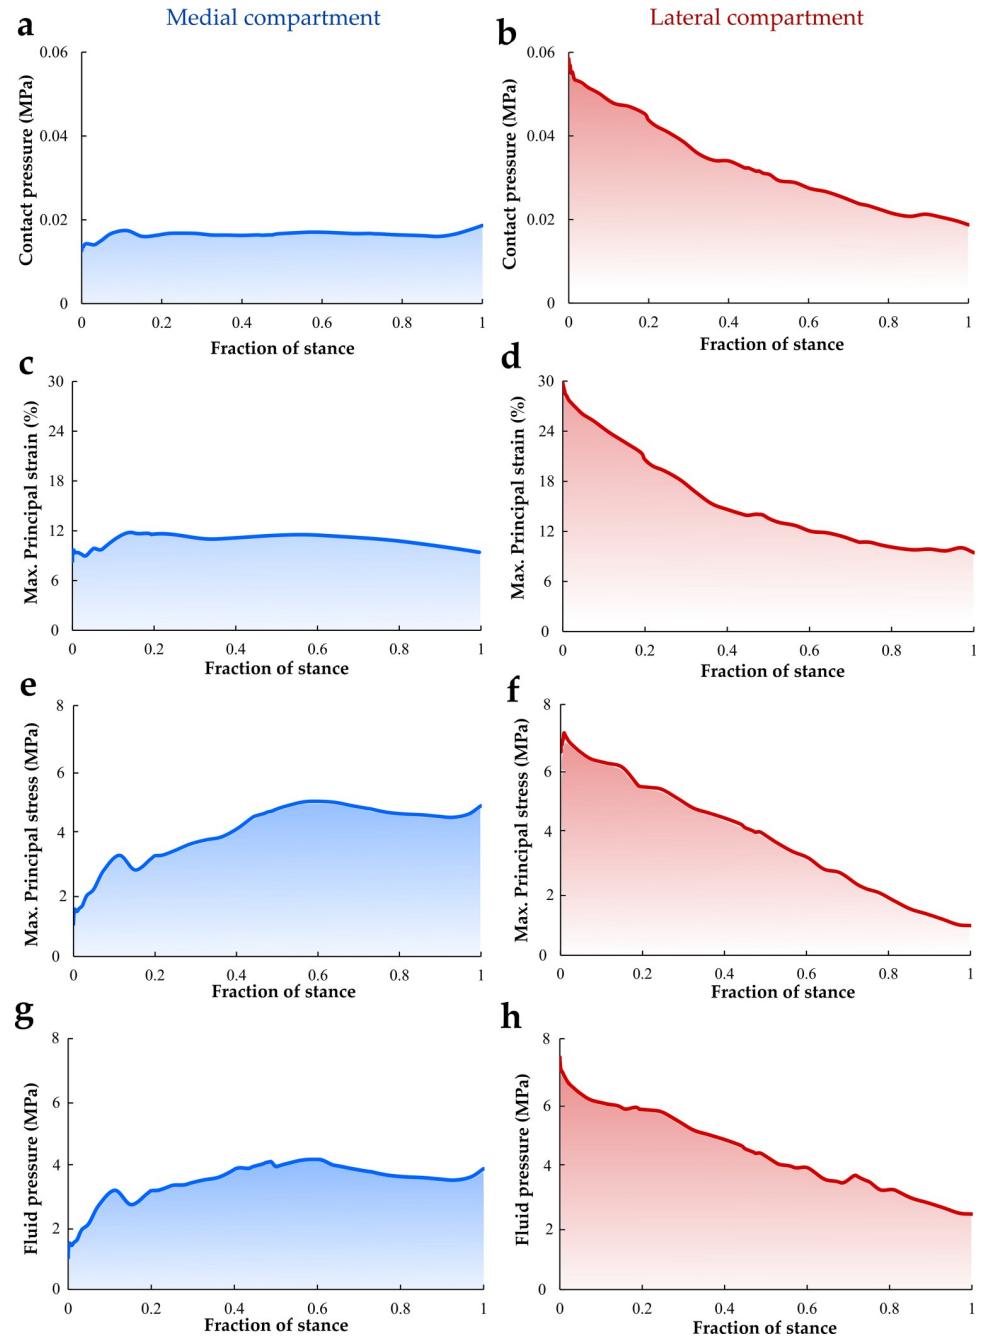 Medial compartment
Lateral compartment
a
b
Contact pressure (MPa)
0.06
0.04
0.02
0
0 0.2 0.4 0.6 0.8 1
Fraction of stance
Contact pressure (MPa)
0.06
0.04
0.02
0
0 0.2 0.4 0.6 0.8 1
Fraction of stance
c
d
Max. Principal strain (%)
30
24
18
12
6
0
0 0.2 0.4 0.6 0.8 1
Fraction of stance
Max. Principal strain (%)
30
24
18
12
6
0
0 0.2 0.4 0.6 0.8 1
Fraction of stance
e
f
Max. Principal stress (MPa)
8
6
4
2
0
0 0.2 0.4 0.6 0.8 1
Fraction of stance
Max. Principal stress (MPa)
8
6
4
2
0
0 0.2 0.4 0.6 0.8 1
Fraction of stance
g
h
Fluid pressure (MPa)
8
6
4
2
0
0 0.2 0.4 0.6 0.8 1
Fraction of stance
Fluid pressure (MPa)
8
6
4
2
0
0 0.2 0.4 0.6 0.8 1
Fraction of stance